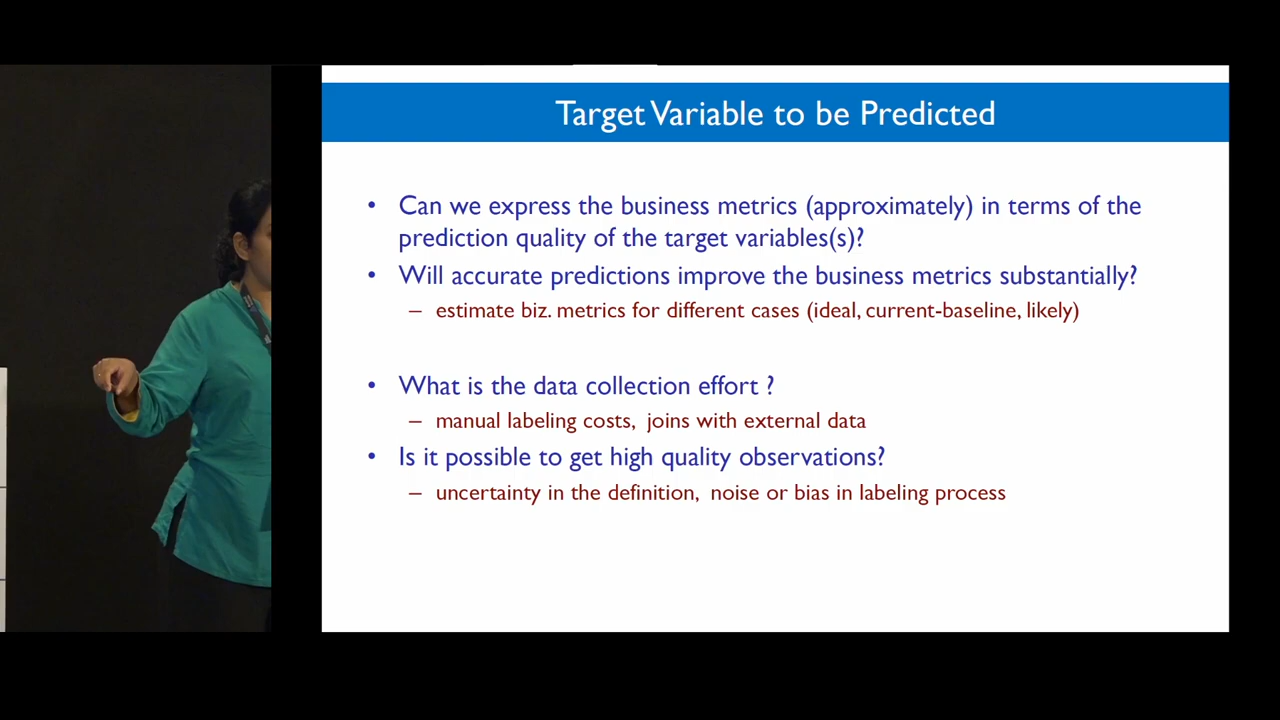 Target Variable to be Predicted
• Can we express the business metrics (approximately) in terms of the
prediction quality of the target variables(s)?
• Will accurate predictions improve the business metrics substantially?
– estimate biz. metrics for different cases (ideal, current-baseline, likely)
• What is the data collection effort ?
– manual labeling costs, joins with external data
• Is it possible to get high quality observations?
– uncertainty in the definition, noise or bias in labeling process